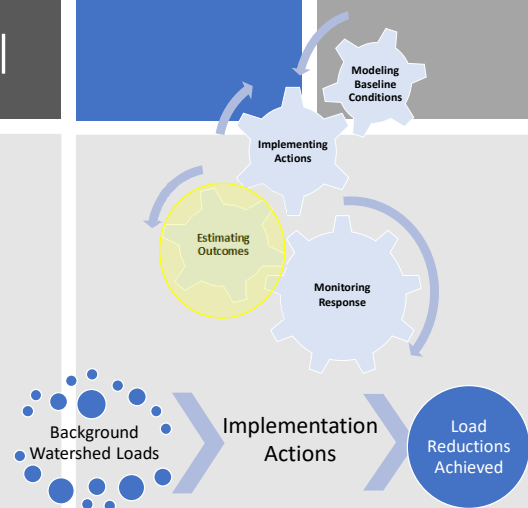 Modeling
Baseline
Conditions
Implementing
Actions
Estimating
Outcomes
Monitoring
Response
Background
Watershed Loads
Implementation
Actions
Load
Reductions
Achieved